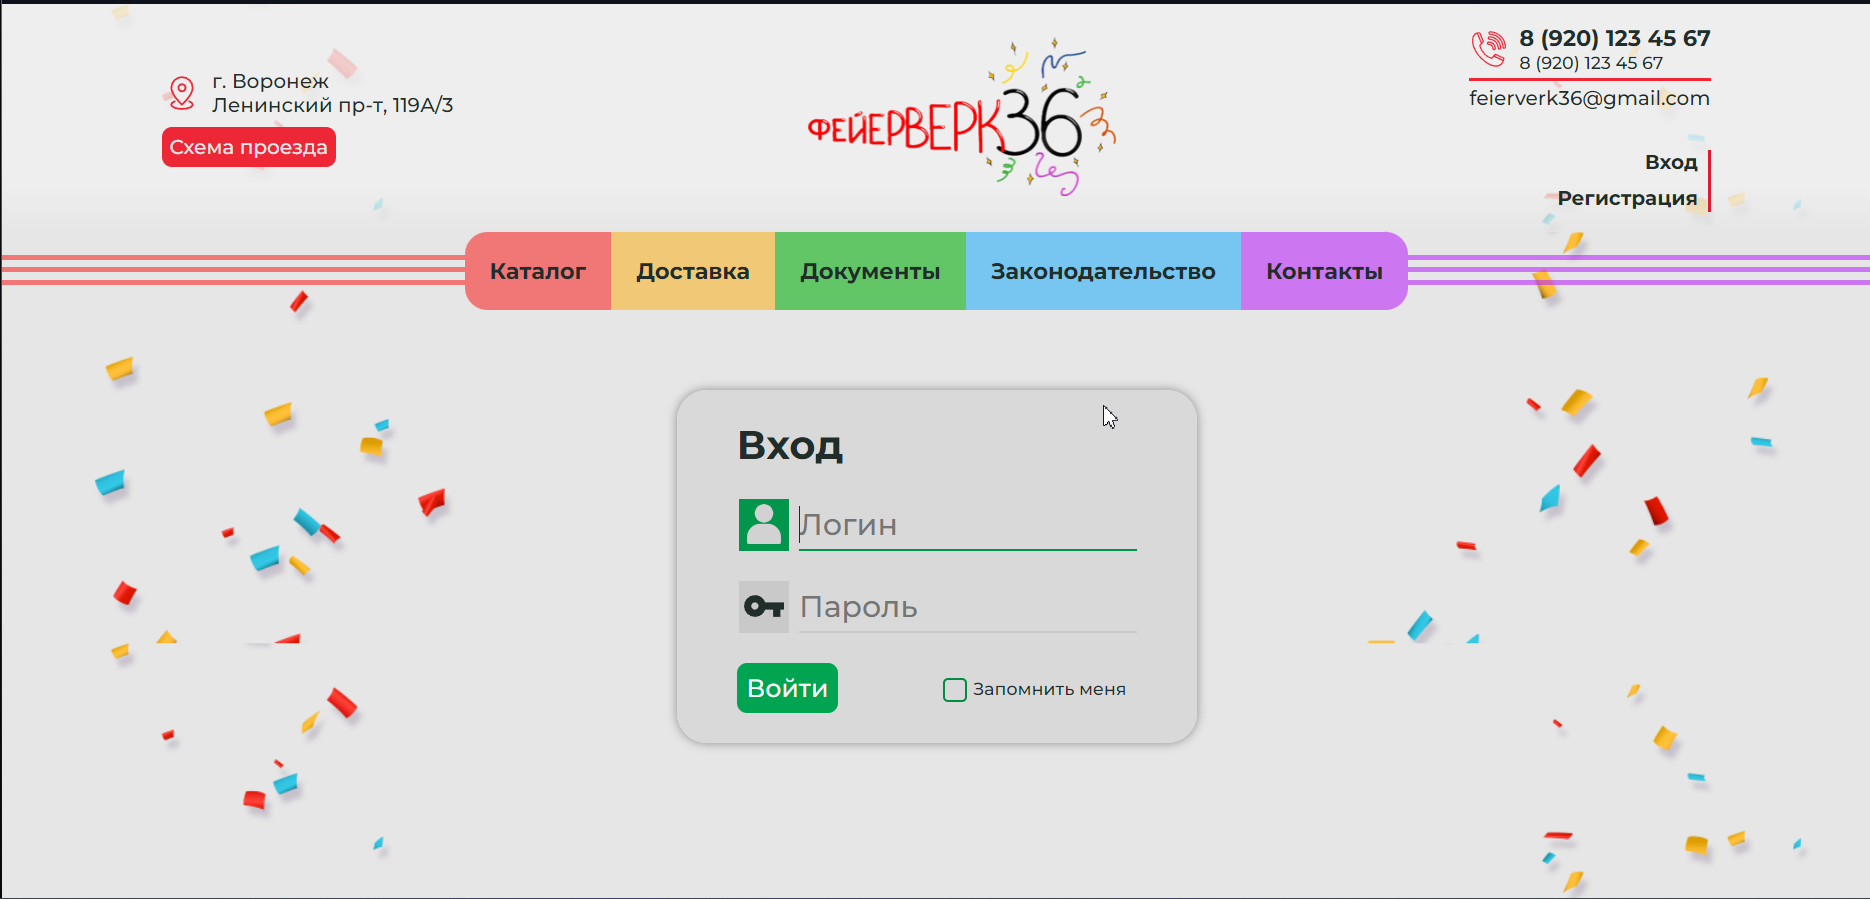 г. Воронеж
Ленинский пр-т, 119А/3
Схема проезда
ФЕЙЕРВЕРК36
8 (920) 123 45 67
8 (920) 123 45 67
feierverk36@gmail.com
Вход
Регистрация
Каталог
Доставка
Документы
Законодательство
Контакты
Вход
Логин
Пароль
Войти
Запомнить меня